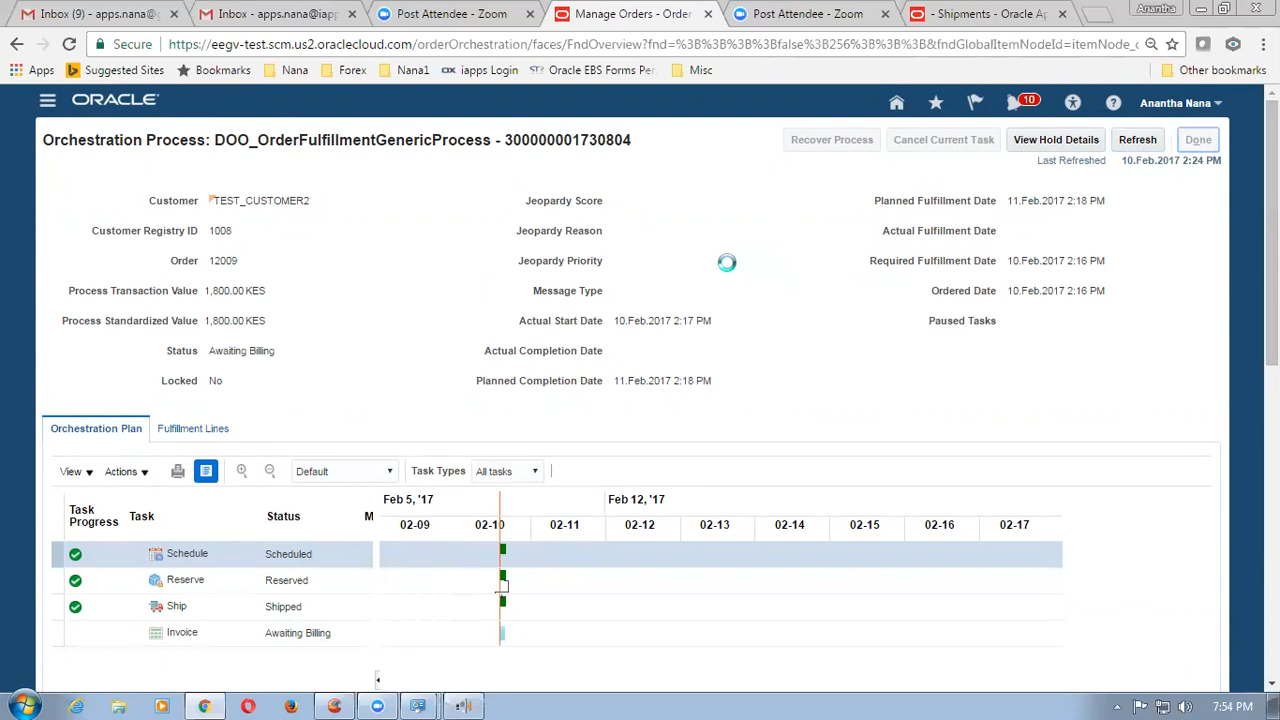 Inbox (9) - apps.nana@ia
Inbox - apps.nana@iapp
Post Attendee - Zoom
Manage Orders - Order
Post Attendee - Zoom
- Shipments - Oracle Ap
Anantha
Secure https://eegv-test.scm.us2.oraclecloud.com/orderOrchestration/faces/FndOverview?fnd=%3B%3B%3B%3Bfalse%3B256%3B%3B%3B&fndGlobalItemNodeId=itemNode_c
Apps Suggested Sites Bookmarks Nana Forex Nana1 iapps Login Oracle EBS Forms Per Misc Other bookmarks
ORACLE 10 Anantha Nana
Orchestration Process: DOO_OrderFulfillmentGenericProcess - 300000001730804 Recover Process Cancel Current Task View Hold Details Refresh Done
Last Refreshed 10.Feb.2017 2:24 PM
Customer TEST_CUSTOMER2 Jeopardy Score Planned Fulfillment Date 11.Feb.2017 2:18 PM
Customer Registry ID 1008 Jeopardy Reason Actual Fulfillment Date
Order 12009 Jeopardy Priority Required Fulfillment Date 10.Feb.2017 2:16 PM
Process Transaction Value 1,800.00 KES Message Type Ordered Date 10.Feb.2017 2:16 PM
Process Standardized Value 1,800.00 KES Actual Start Date 10.Feb.2017 2:17 PM Paused Tasks
Status Awaiting Billing Actual Completion Date
Locked No Planned Completion Date 11.Feb.2017 2:18 PM
Orchestration Plan Fulfillment Lines
View Actions Default Task Types All tasks
Feb 5, '17 Feb 12, '17
Task Progress Task Status M
02-09 02-10 02-11 02-12 02-13 02-14 02-15 02-16 02-17
Schedule Scheduled
Reserve Reserved
Ship Shipped
Invoice Awaiting Billing
7:54 PM